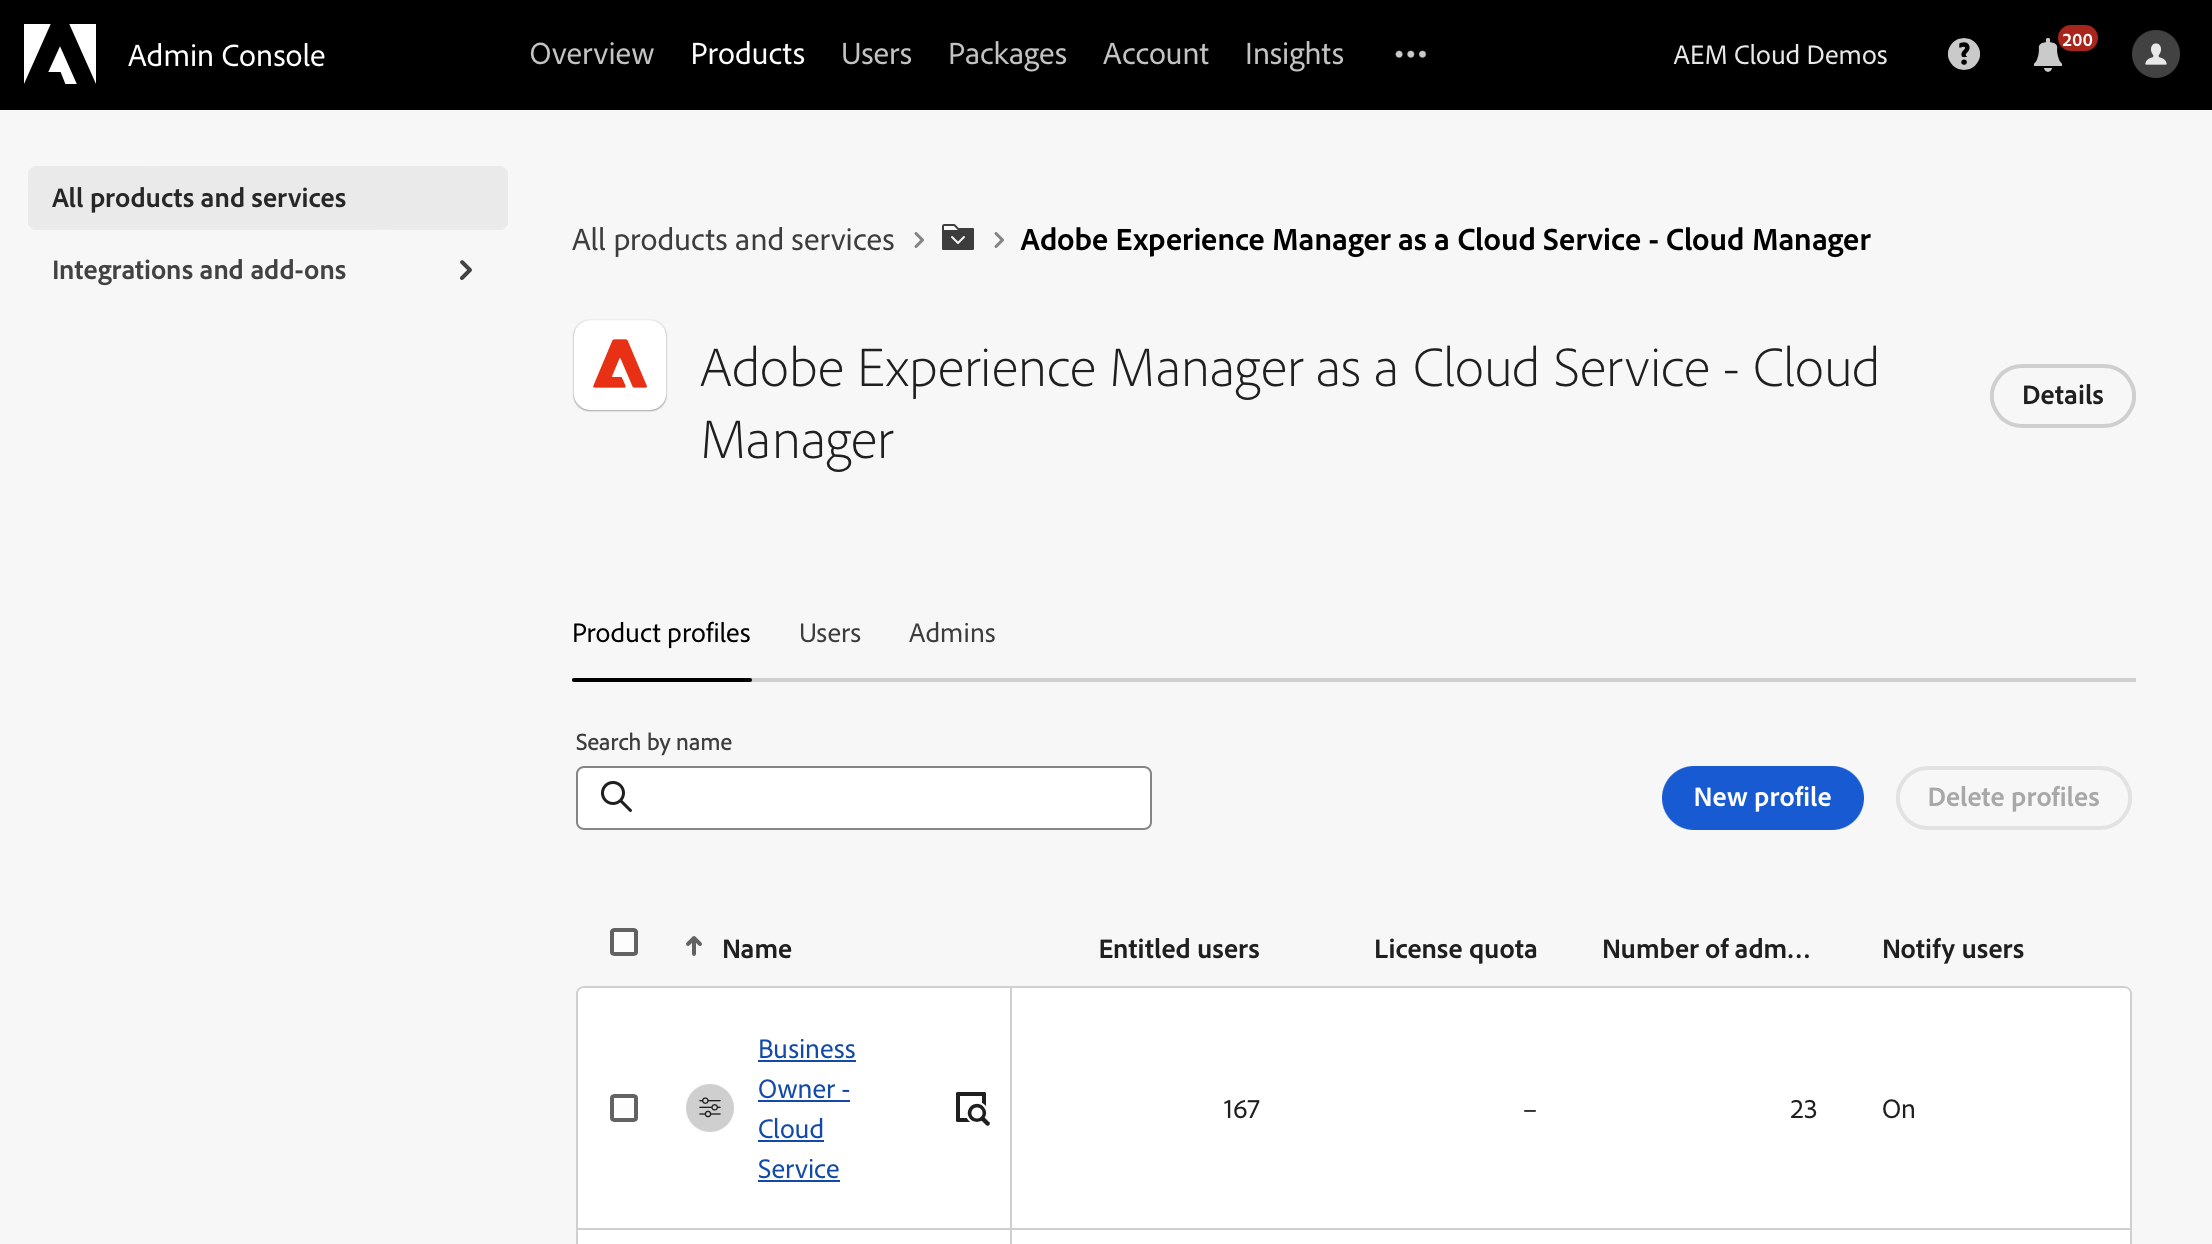 Admin Console
Overview Products Users Packages Account Insights
AEM Cloud Demos
200
All products and services
Integrations and add-ons
All products and services
Adobe Experience Manager as a Cloud Service - Cloud Manager
Adobe Experience Manager as a Cloud Service - Cloud
Manager
Details
Product profiles Users Admins
Search by name
New profile
Delete profiles
Name Entitled users License quota Number of adm... Notify users
Business
Owner -
Cloud
Service
167 – 23 On